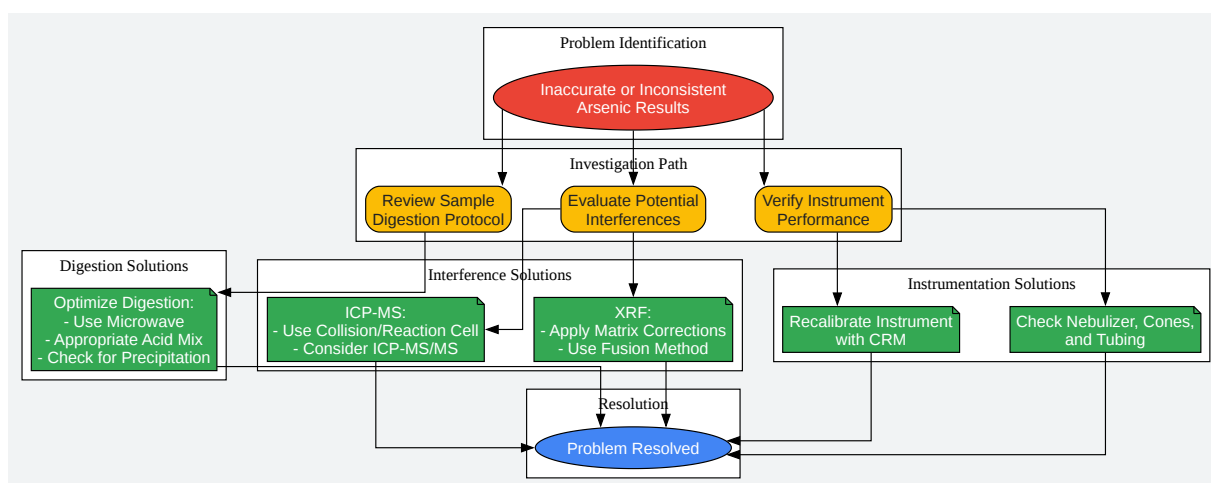 Problem Identification
Inaccurate or Inconsistent
Arsenic Results
Investigation Path
Review Sample
Digestion Protocol
Evaluate Potential
Interferences
Verify Instrument
Performance
Digestion Solutions
Optimize Digestion:
- Use Microwave
- Appropriate Acid Mix
- Check for Precipitation
Interference Solutions
ICP-MS:
- Use Collision/Reaction Cell
- Consider ICP-MS/MS
XRF:
- Apply Matrix Corrections
- Use Fusion Method
Instrumentation Solutions
Recalibrate Instrument
with CRM
Check Nebulizer, Cones,
and Tubing
Resolution
Problem Resolved